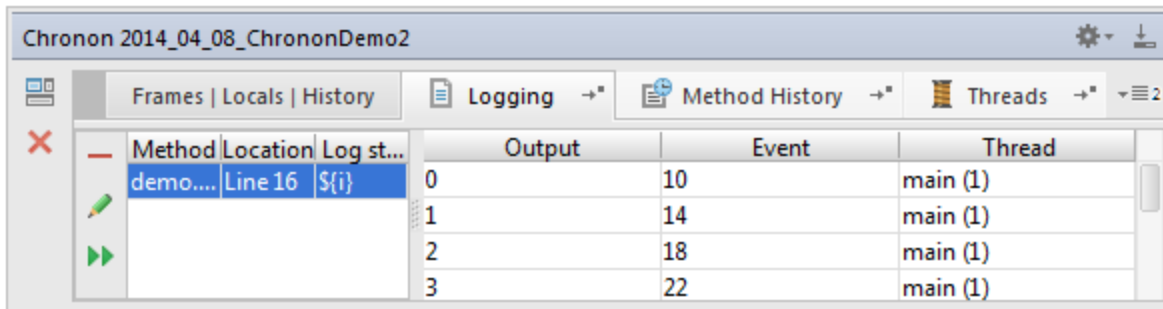 Chronon 2014_04_08_ChrononDemo2
Frames | Locals | History Logging Method History Threads 2
Method Location Log st... Output Event Thread
demo.... Line 16 ${i} 0 10 main (1)
1 14 main (1)
2 18 main (1)
3 22 main (1)